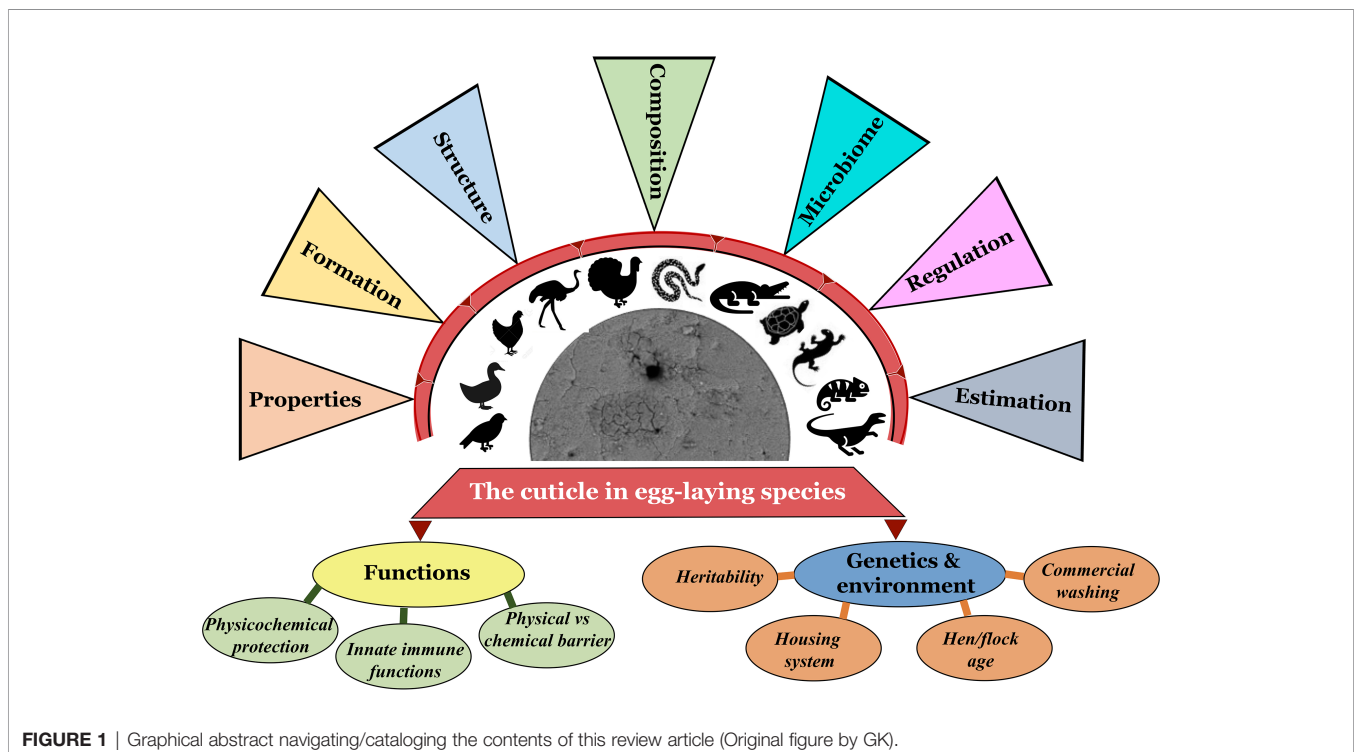 Properties
Formation
Structure
Composition
Microbiome
Regulation
Estimation
The cuticle in egg-laying species
Functions
Physicochemical
protection
Innate immune
functions
Physical vs
chemical barrier
Genetics &
environment
Heritability
Housing
system
Hen/flock
age
Commercial
washing
FIGURE 1 | Graphical abstract navigating/cataloging the contents of this review article (Original figure by GK).